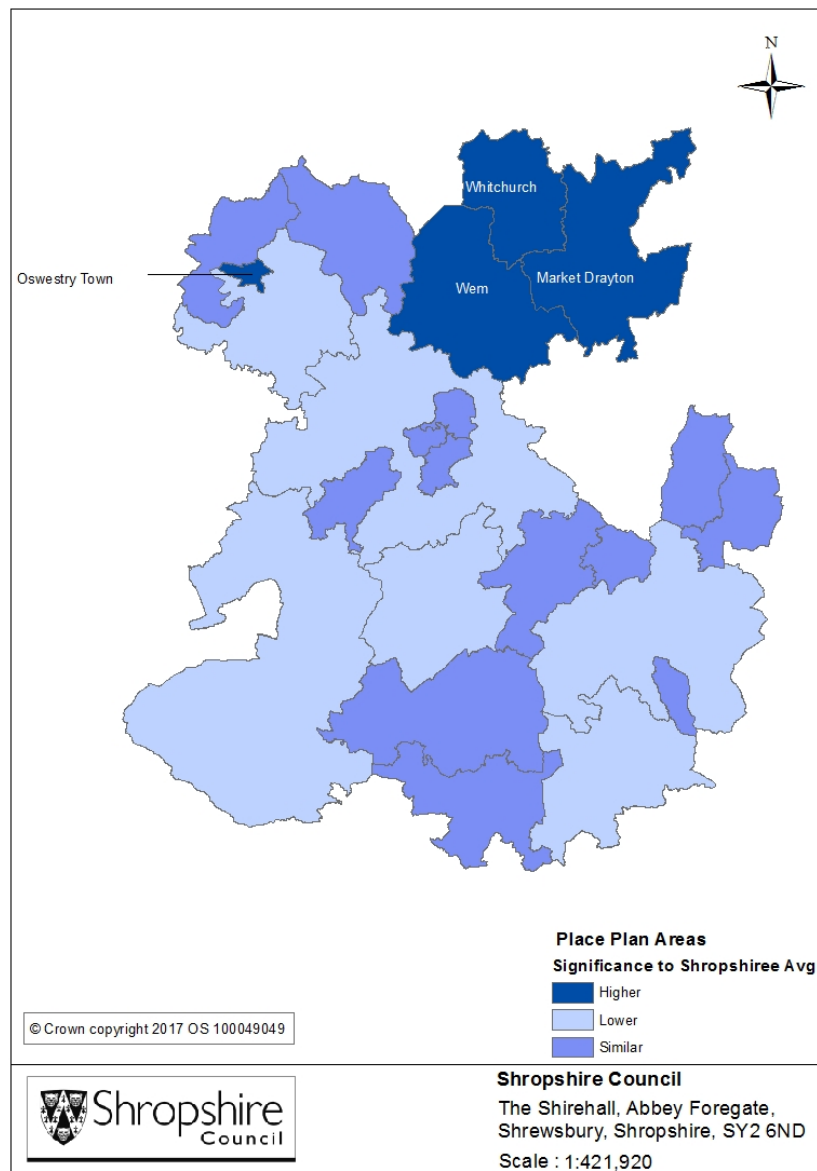 N
Whitchurch
Oswestry Town
Wem
Market Drayton
Place Plan Areas
Significance to Shropshiree Avg
Higher
Lower
Similar
© Crown copyright 2017 OS 100049049
Shropshire
Council
Shropshire Council
The Shirehall, Abbey Foregate,
Shrewsbury, Shropshire, SY2 6ND
Scale : 1:421,920